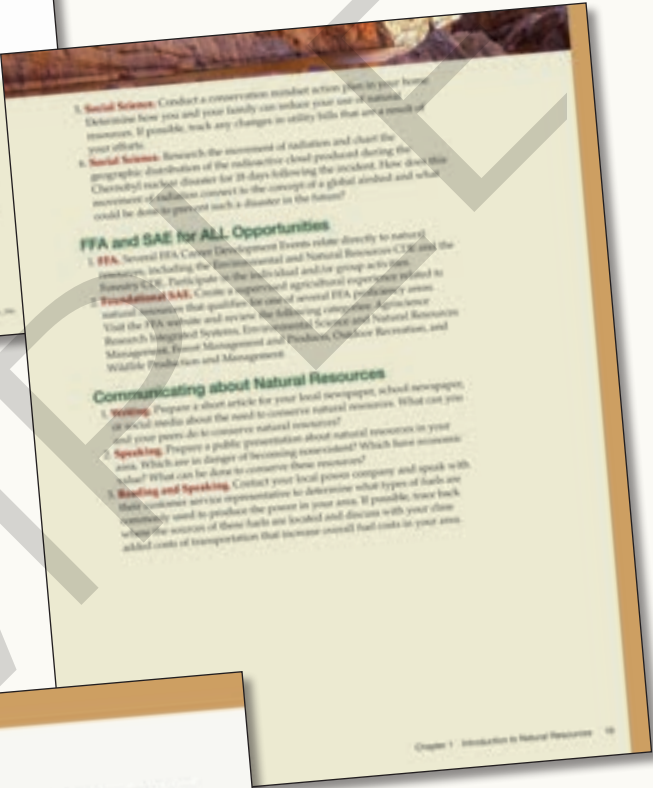 5. Social Science. Conduct a conservation mindset action plan in your home.
Determine how you and your family can reduce your use of natural
resources. If possible, track any changes in utility bills that are a result of
your efforts.
6. Social Science. Research the movement of radiation and chart the
geographic distribution of the radioactive cloud produced during the
Chernobyl nuclear disaster for 18 days following the incident. How does this
movement of radiation connect to the concept of a global airshed and what
could be done to prevent such a disaster in the future?
FFA and SAE for ALL Opportunities
1. FFA. Several FFA Career Development Events relate directly to natural
resources, including the Environmental and Natural Resources CDE and the
Forestry CDE. Participate in the individual and/or group activities.
2. Foundational SAE. Create a supervised agricultural experience related to
natural resources that qualifies for one of several FFA proficiency areas.
Visit the FFA website and review the following categories: Agriscience
Research Integrated Systems, Environmental Science and Natural Resources
Management, Forest Management and Products, Outdoor Recreation, and
Wildlife Production and Management.
Communicating about Natural Resources
1. Writing. Prepare a short article for your local newspaper, school newspaper,
or social media about the need to conserve natural resources. What can you
and your peers do to conserve natural resources?
2. Speaking. Prepare a public presentation about natural resources in your
area. Which are in danger of becoming nonexistent? Which have economic
value? What can be done to conserve these resources?
3. Reading and Speaking. Contact your local power company and speak with
their customer service representative to determine what types of fuels are
commonly used to produce the power in your area. If possible, trace back
where the sources of these fuels are located and discuss with your class
added costs of transportation that increase overall fuel costs in your area.
Chapter 1 Introduction to Natural Resources